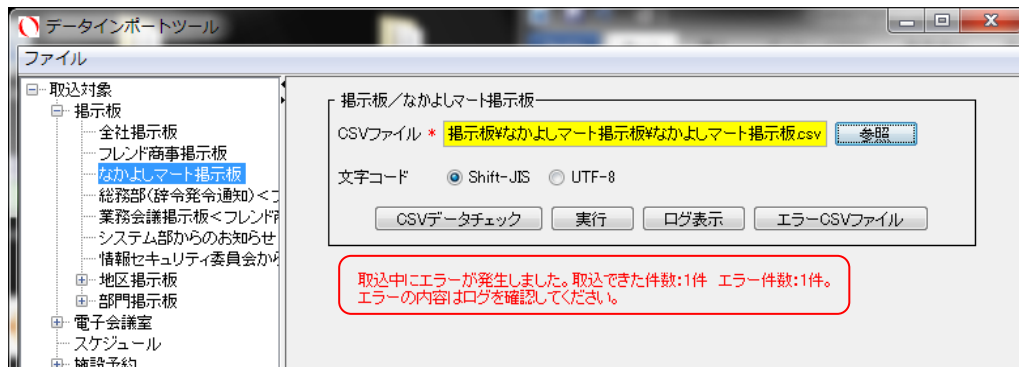 データインポートツール
ファイル
取込対象
掲示板
全社掲示板
フレンド商事掲示板
なかよしマート掲示板
総務部(辞令発令通知)<フ
業務会議掲示板<フレンド
システム部からのお知らせ
情報セキュリティ委員会から
地区掲示板
部門掲示板
電子会議室
スケジュール
施設予約
掲示板/なかよしマート掲示板
CSVファイル * 掲示板¥なかよしマート掲示板¥なかよしマート掲示板.csv 参照
文字コード Shift-JIS UTF-8
CSVデータチェック 実行 ログ表示 エラーCSVファイル
取込中にエラーが発生しました。取込できた件数:1件 エラー件数:1件。
エラーの内容はログを確認してください。